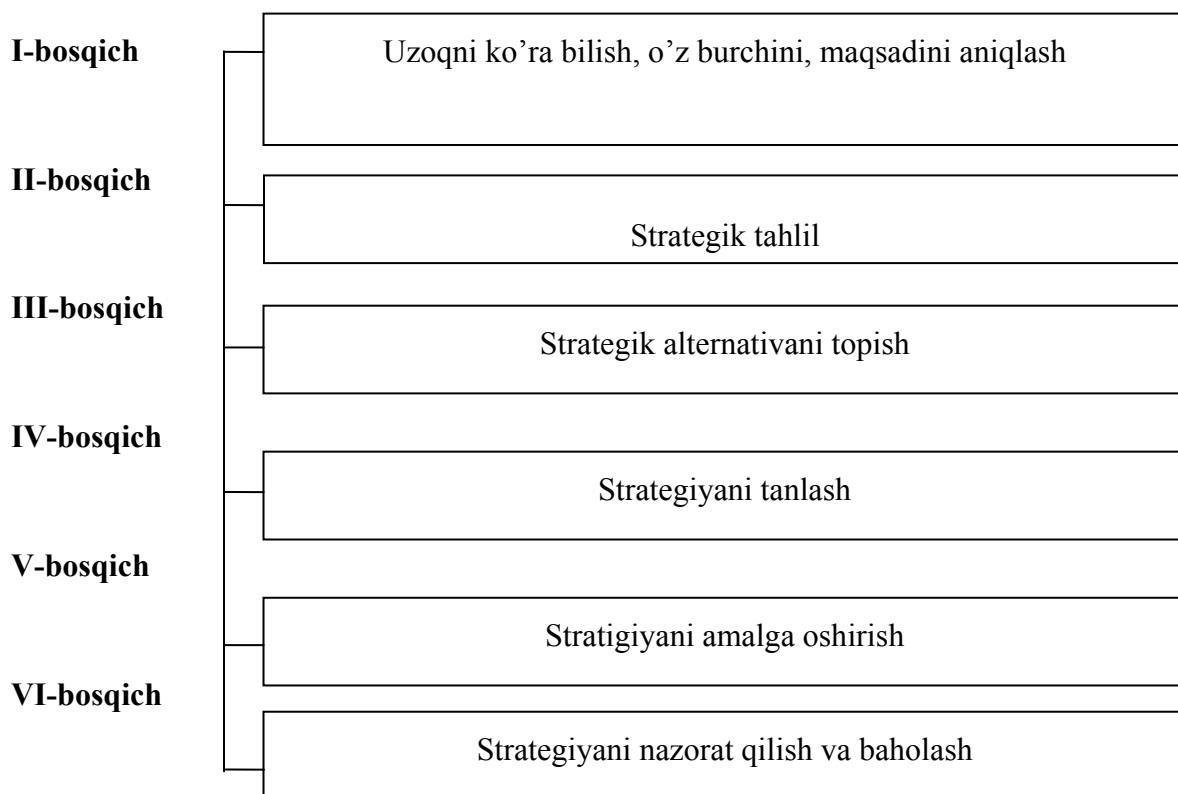 I-bosqich
Uzoqni ko’ra bilish, o’z burchini, maqsadini aniqlash
II-bosqich
Strategik tahlil
III-bosqich
Strategik alternativani topish
IV-bosqich
Strategiyani tanlash
V-bosqich
Stratigiyani amalga oshirish
VI-bosqich
Strategiyani nazorat qilish va baholash